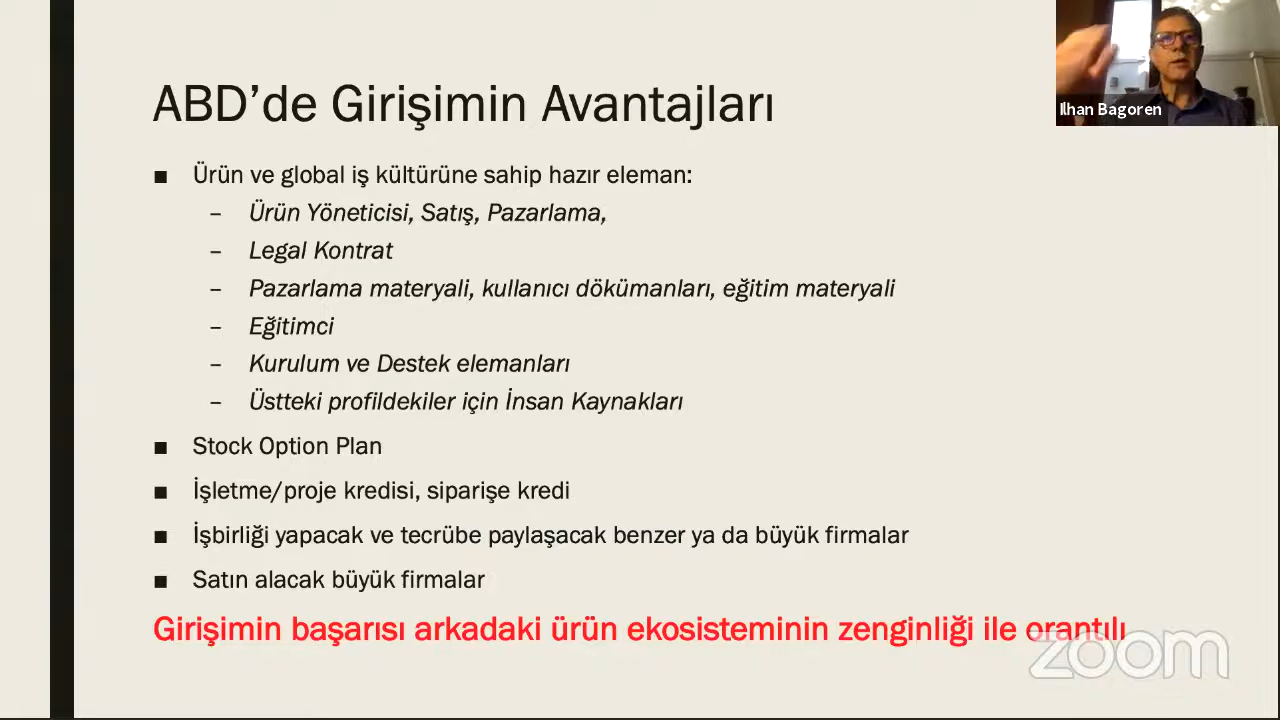 ABD’de Girişimin Avantajları
Ilhan Bagoren
■ Ürün ve global iş kültürüne sahip hazır eleman:
– Ürün Yöneticisi, Satış, Pazarlama,
– Legal Kontrat
– Pazarlama materyali, kullanıcı dökümanları, eğitim materyali
– Eğitimci
– Kurulum ve Destek elemanları
– Üstteki profildekiler için İnsan Kaynakları
■ Stock Option Plan
■ İşletme/proje kredisi, siparişe kredi
■ İşbirliği yapacak ve tecrübe paylaşacak benzer ya da büyük firmalar
■ Satın alacak büyük firmalar
Girişimin başarısı arkadaki ürün ekosisteminin zenginliği ile orantılı
zoom